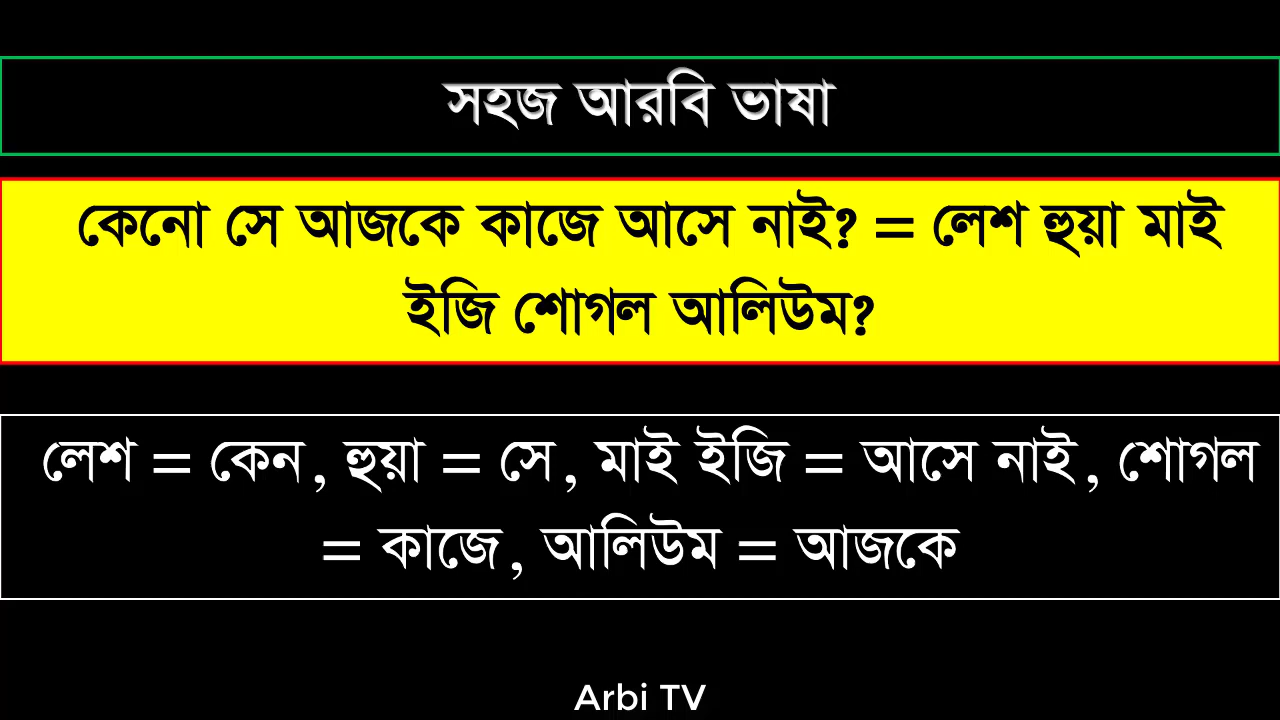 সহজ আরবি ভাষা
কেনো সে আজকে কাজে আসে নাই? = লেশ হুয়া মাই
ইজি শোগল আলিউম?
লেশ = কেন, হুয়া = সে, মাই ইজি = আসে নাই, শোগল
= কাজে, আলিউম = আজকে
Arbi TV